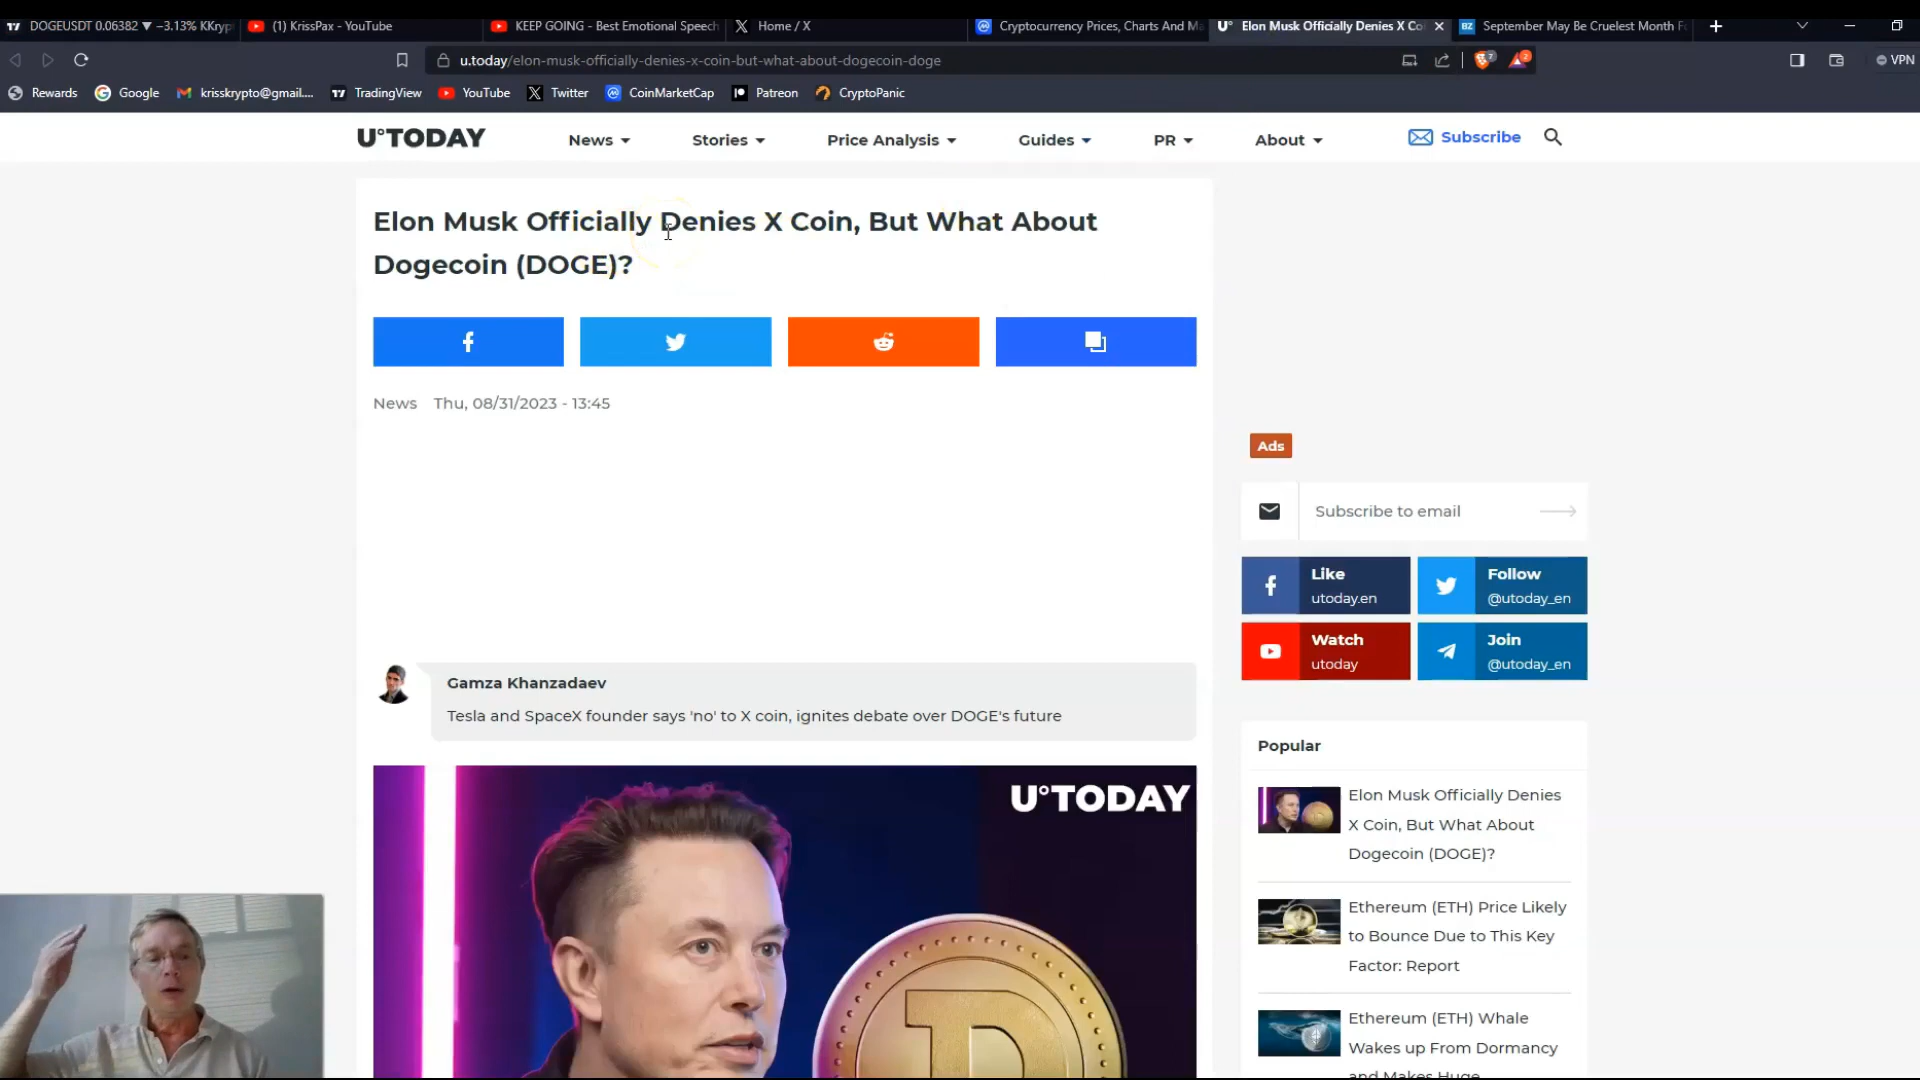 DOGEUSDT 0.06382 ▼ −3.13% KKryp
(1) KrissPax - YouTube
KEEP GOING - Best Emotional Speech
Home / X
Cryptocurrency Prices, Charts And Ma
Elon Musk Officially Denies X Co
September May Be Cruelest Month F
u.today/elon-musk-officially-denies-x-coin-but-what-about-dogecoin-doge
7
2
VPN
Rewards
Google
krisskrypto@gmail....
TradingView
YouTube
Twitter
CoinMarketCap
Patreon
CryptoPanic
U°TODAY
News
Stories
Price Analysis
Guides
PR
About
Subscribe
Elon Musk Officially Denies X Coin, But What About
Dogecoin (DOGE)?
News Thu, 08/31/2023 - 13:45
Ads
Subscribe to email
Like
utoday.en
Follow
@utoday_en
Watch
utoday
Join
@utoday_en
Gamza Khanzadaev
Tesla and SpaceX founder says 'no' to X coin, ignites debate over DOGE's future
U°TODAY
Popular
Elon Musk Officially Denies
X Coin, But What About
Dogecoin (DOGE)?
Ethereum (ETH) Price Likely
to Bounce Due to This Key
Factor: Report
Ethereum (ETH) Whale
Wakes up From Dormancy
and Makes Huge